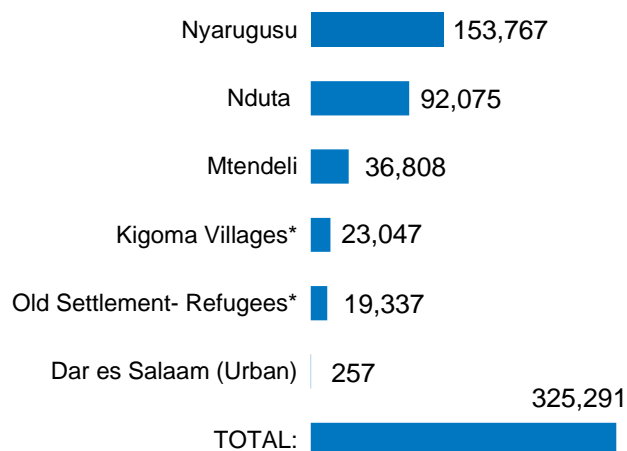 Nyarugusu 153,767
Nduta 92,075
Mtendeli 36,808
Kigoma Villages* 23,047
Old Settlement- Refugees* 19,337
Dar es Salaam (Urban) 257
325,291
TOTAL: